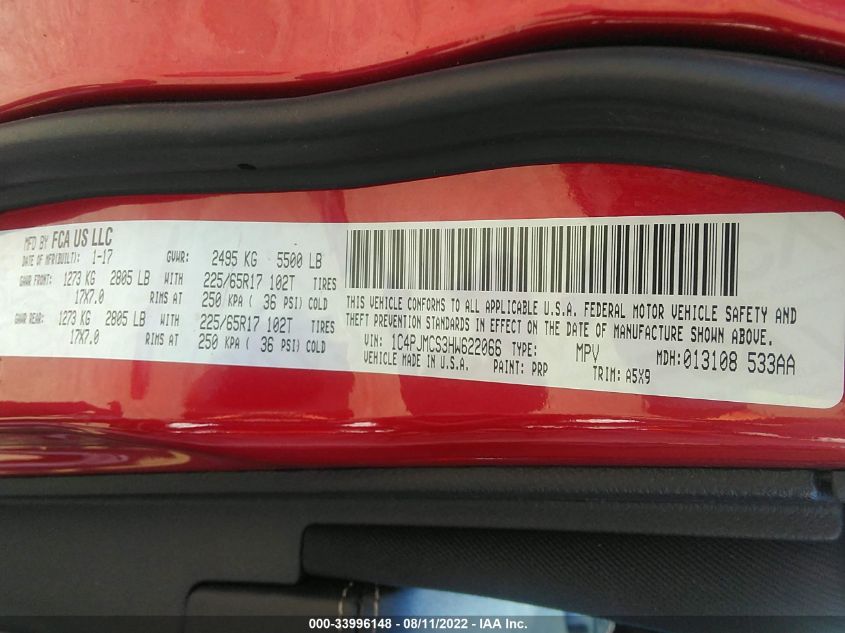 MFD BY FCA US LLC
DATE OF MFR(BUILT): 1-17 GVWR: 2495 KG 5500 LB
GAWR FRONT: 1273 KG 2805 LB WITH 225/65R17 102T TIRES
17X7.0 RIMS AT 250 KPA ( 36 PSI) COLD
GAWR REAR: 1273 KG 2805 LB WITH 225/65R17 102T TIRES
17X7.0 RIMS AT 250 KPA ( 36 PSI) COLD
THIS VEHICLE CONFORMS TO ALL APPLICABLE U.S.A. FEDERAL MOTOR VEHICLE SAFETY AND
THEFT PREVENTION STANDARDS IN EFFECT ON THE DATE OF MANUFACTURE SHOWN ABOVE.
VIN: 1C4PJMCS3HW622066 TYPE: MPV MDH:013108 533AA
VEHICLE MADE IN U.S.A. PAINT: PRP TRIM: A5X9
000-33996148 - 08/11/2022 - IAA Inc.